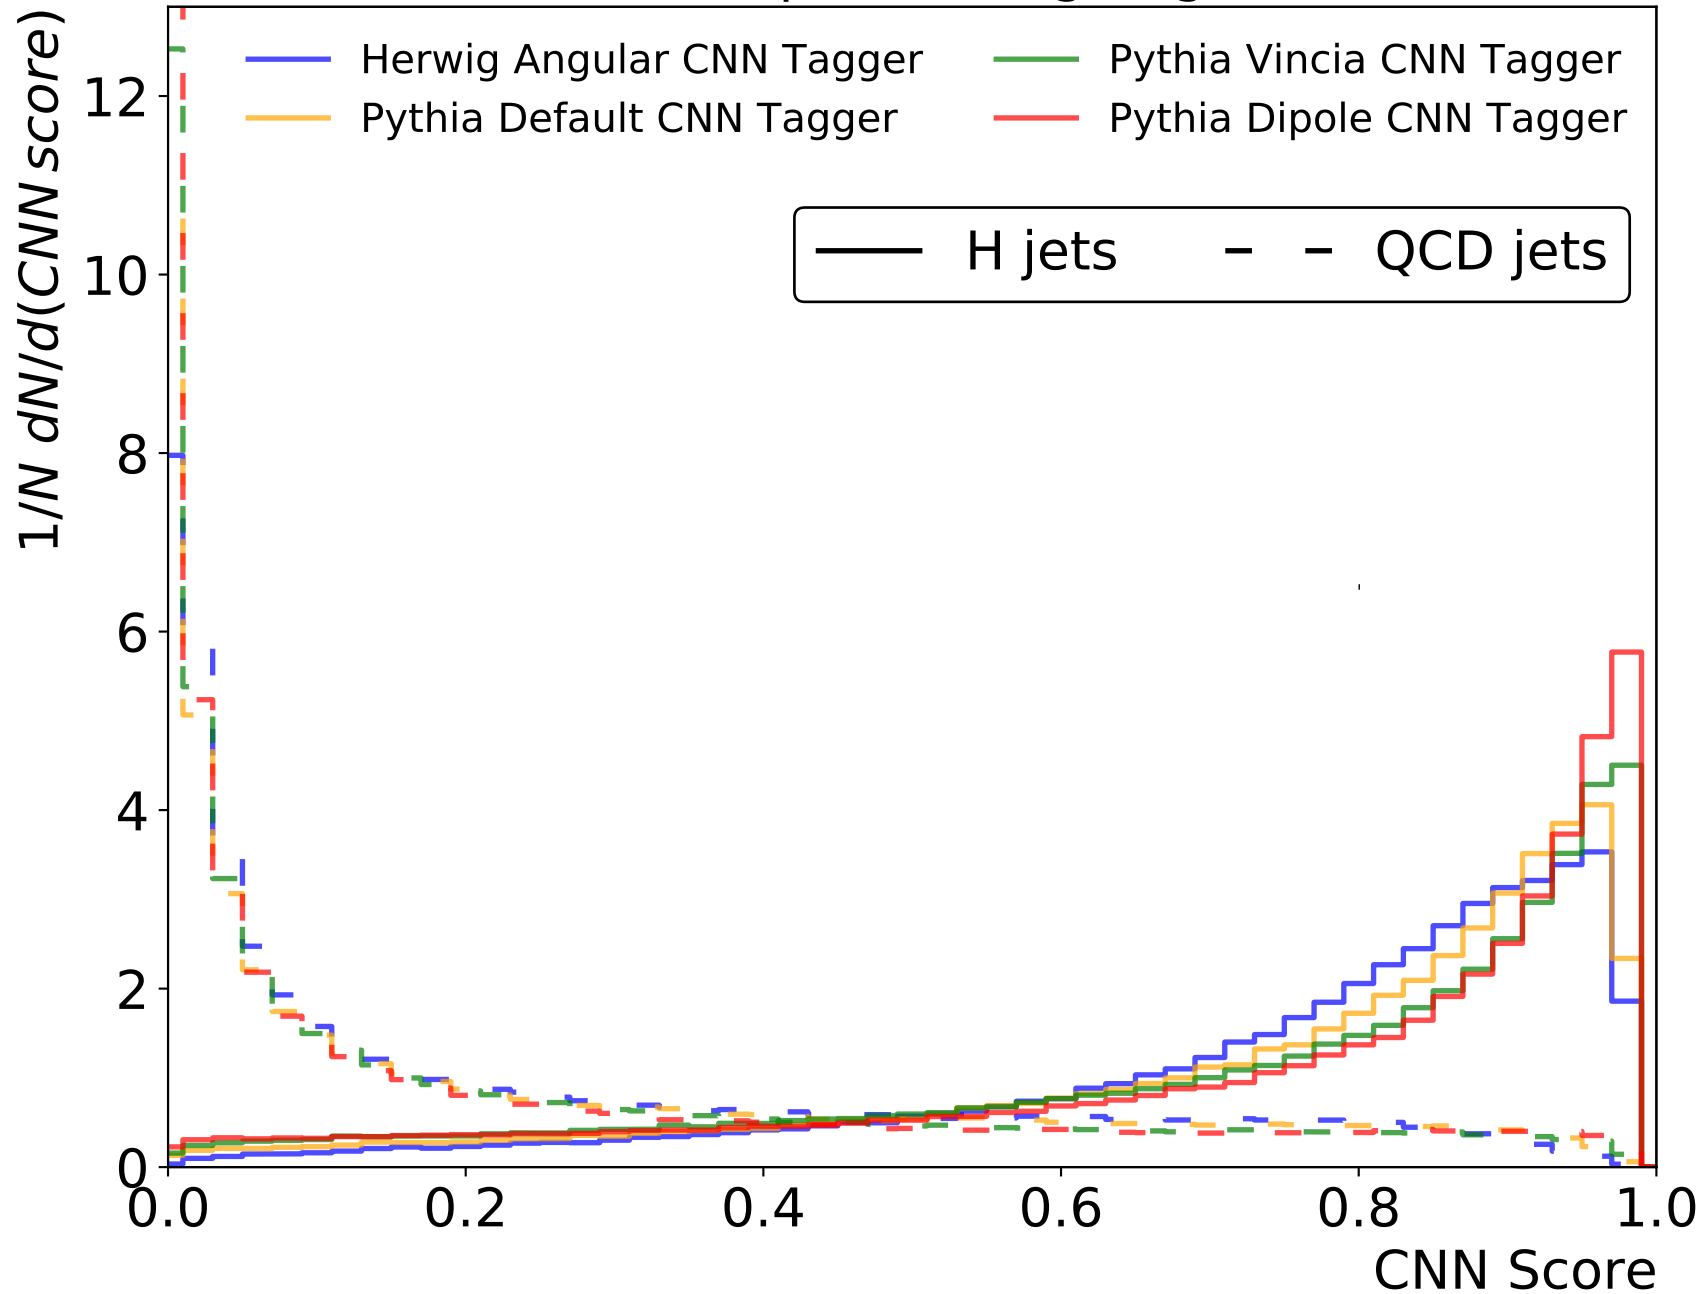 1/N dN/d(CNN score)
Herwig Angular CNN Tagger
Pythia Default CNN Tagger
Pythia Vincia CNN Tagger
Pythia Dipole CNN Tagger
H jets
QCD jets
12
10
8
6
4
2
0
0.0 0.2 0.4 0.6 0.8 1.0
CNN Score